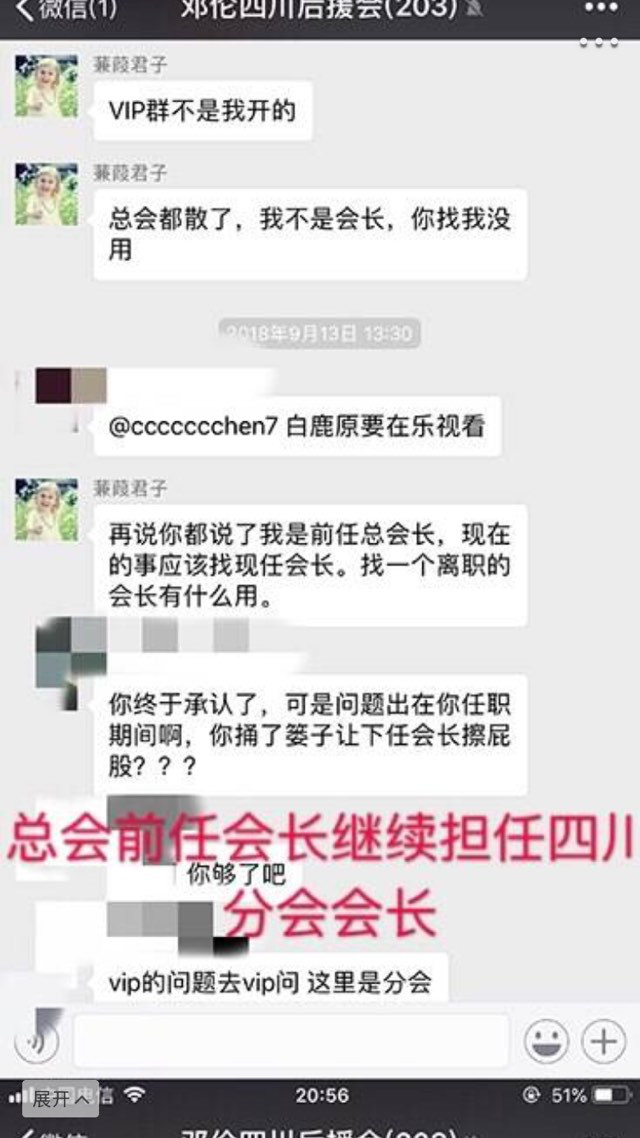 微信(1)
邓伦四川后援会(203)
蒹葭君子
VIP群不是我开的
蒹葭君子
总会都散了，我不是会长，你找我没
用
2018年9月13日 13:30
@ccccccchen7 白鹿原要在乐视看
蒹葭君子
再说你都说了我是前任总会长，现在
的事应该找现任会长。找一个离职的
会长有什么用。
你终于承认了，可是问题出在你任职
期间啊，你捅了篓子让下任会长擦屁
股？？？
总会前任会长继续担任四川
你够了吧
分会会长
vip的问题去vip问 这里是分会
展开
电信
20:56
51%
微信
邓伦四川后援会(203)